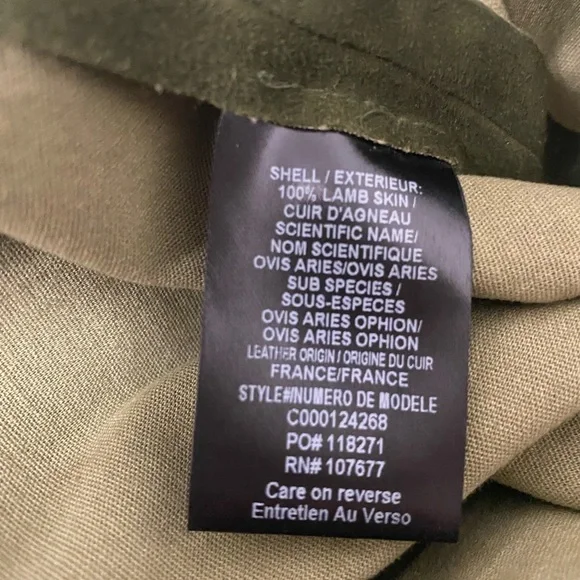 SHELL / EXTERIEUR:
100% LAMB SKIN /
CUIR D'AGNEAU
SCIENTIFIC NAME/
NOM SCIENTIFIQUE
OVIS ARIES/OVIS ARIES
SUB SPECIES /
SOUS-ESPECES
OVIS ARIES OPHION/
OVIS ARIES OPHION
LEATHER ORIGIN / ORIGINE DU CUIR
FRANCE/FRANCE
STYLE#/NUMERO DE MODELE
C000124268
PO# 118271
RN# 107677
Care on reverse
Entretien Au Verso